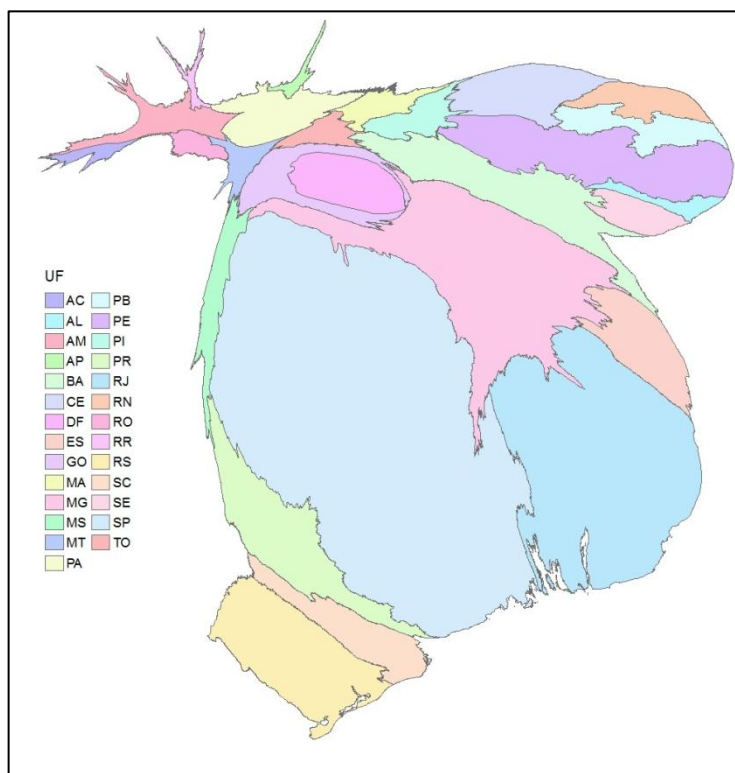 UF
AC PB
AL PE
AM PI
AP PR
BA RJ
CE RN
DF RO
ES RR
GO RS
MA SC
MG SE
MS SP
MT TO
PA